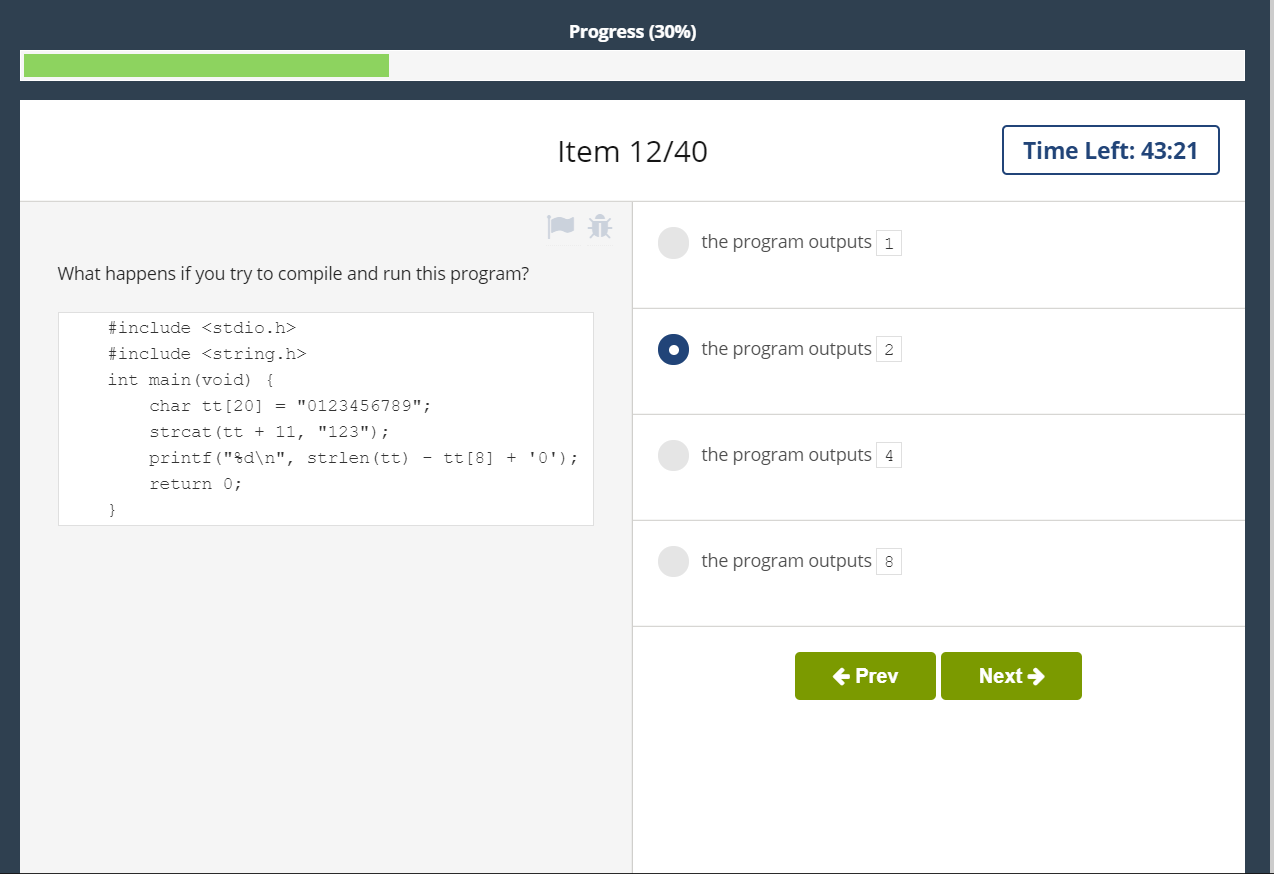 Progress (30%)
Item 12/40
Time Left: 43:21
What happens if you try to compile and run this program?
#include <stdio.h>
#include <string.h>
int main(void) {
    char tt[20] = "0123456789";
    strcat(tt + 11, "123");
    printf("%d\n", strlen(tt) - tt[8] + '0');
    return 0;
}
the program outputs 1
the program outputs 2
the program outputs 4
the program outputs 8
Prev
Next